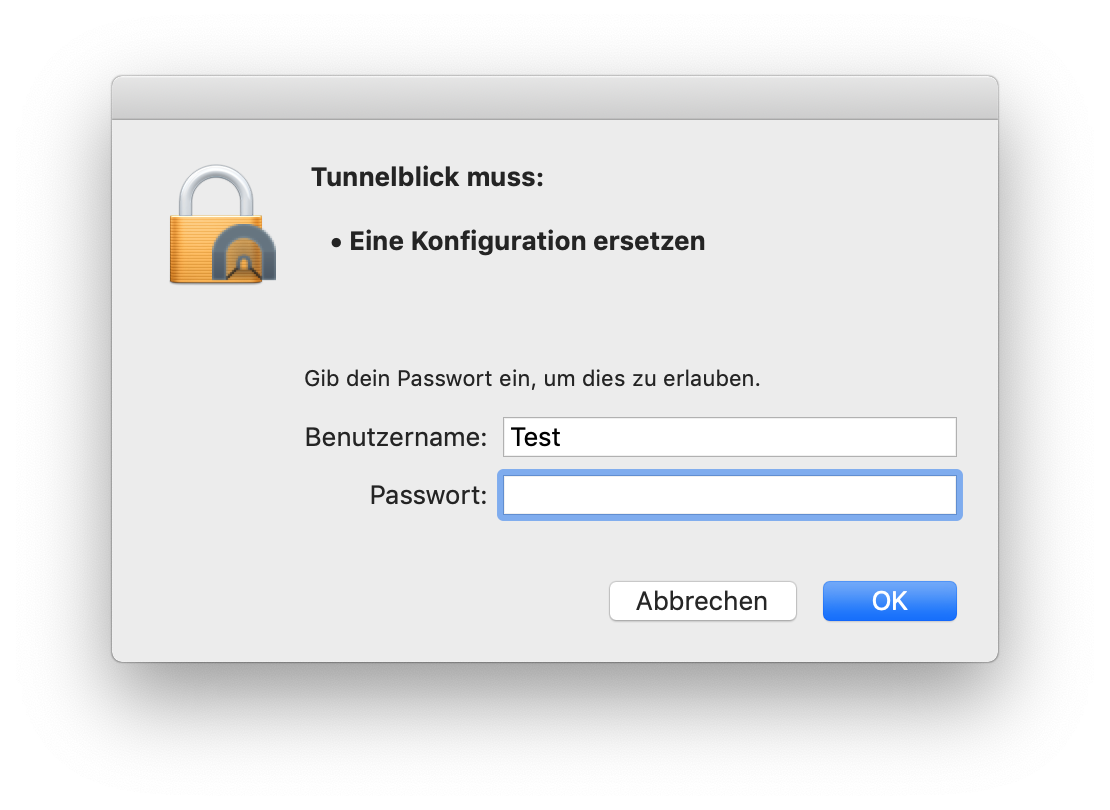 Tunnelblick muss:
• Eine Konfiguration ersetzen
Gib dein Passwort ein, um dies zu erlauben.
Benutzername: Test
Passwort:
Abbrechen OK